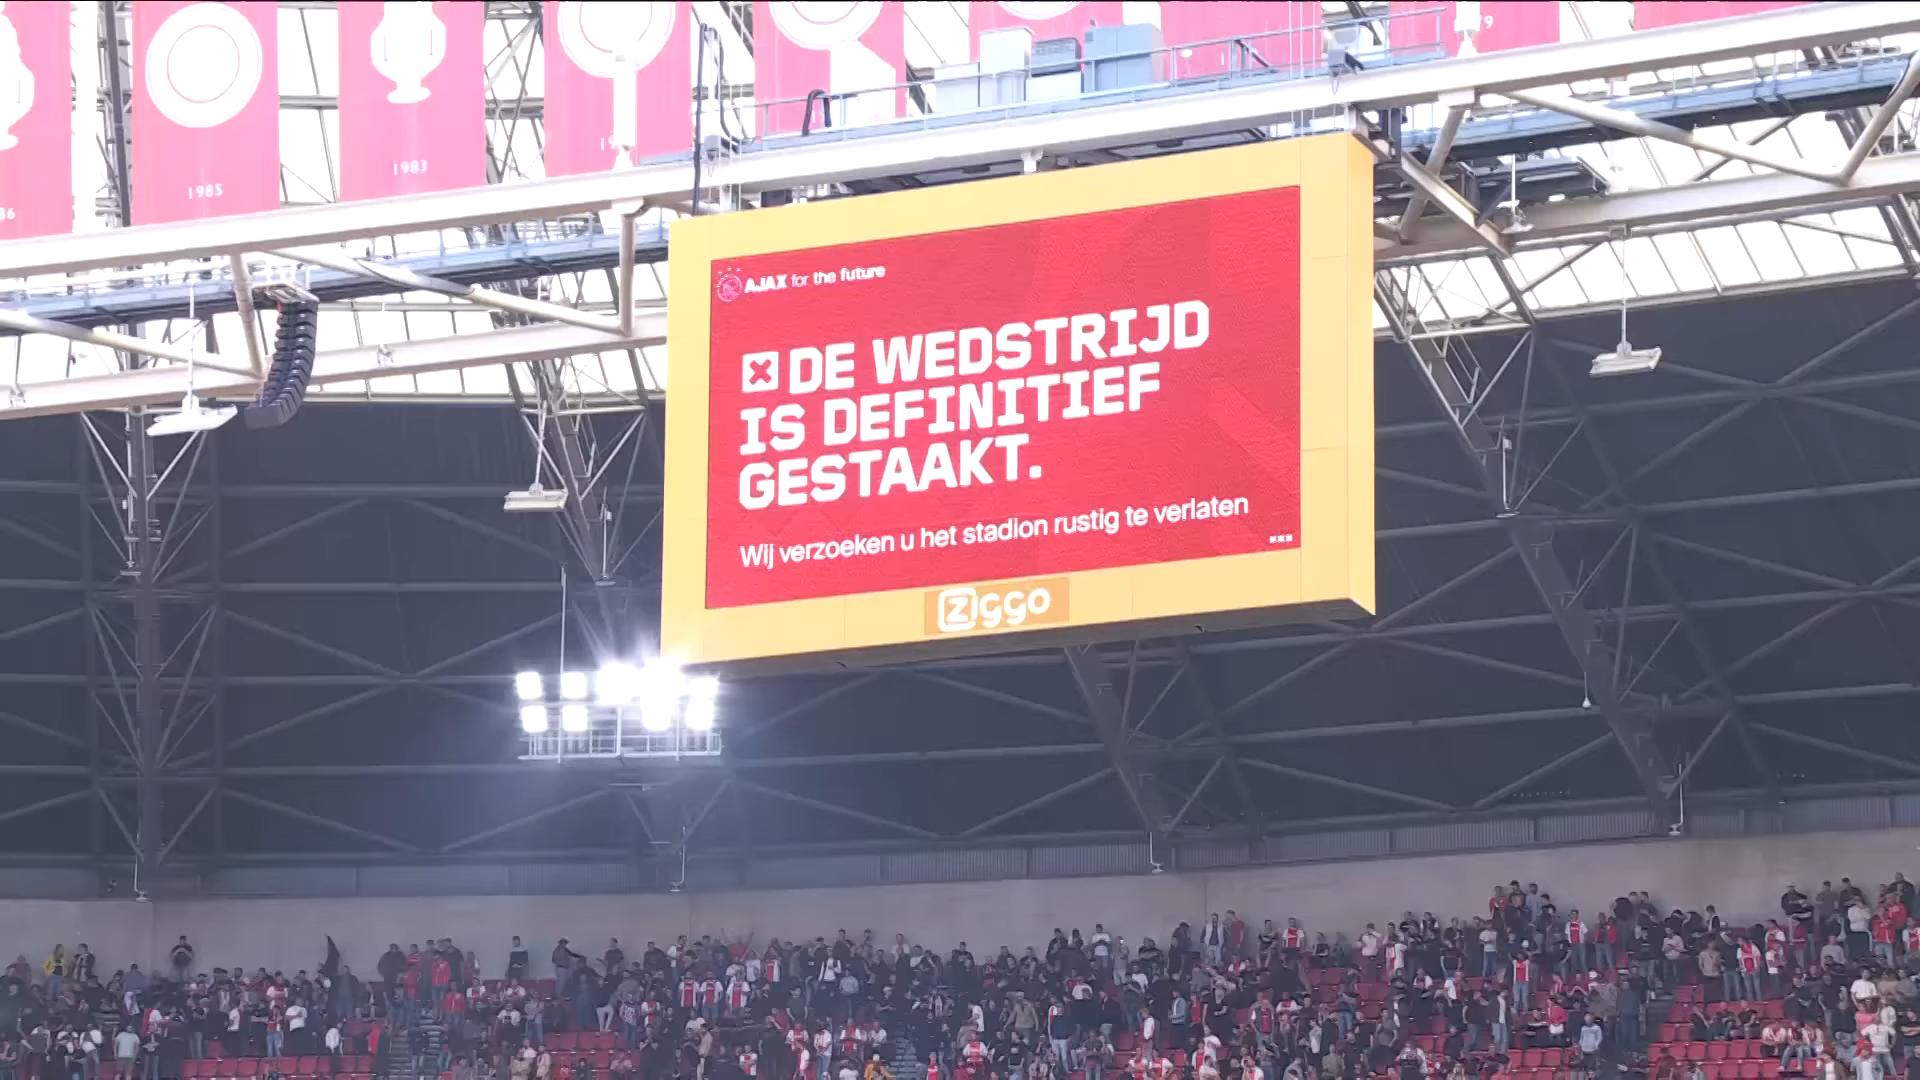 1985
1983
AJAX for the future
DE WEDSTRIJD
IS DEFINITIEF
GESTAAKT.
Wij verzoeken u het stadion rustig te verlaten
Ziggo